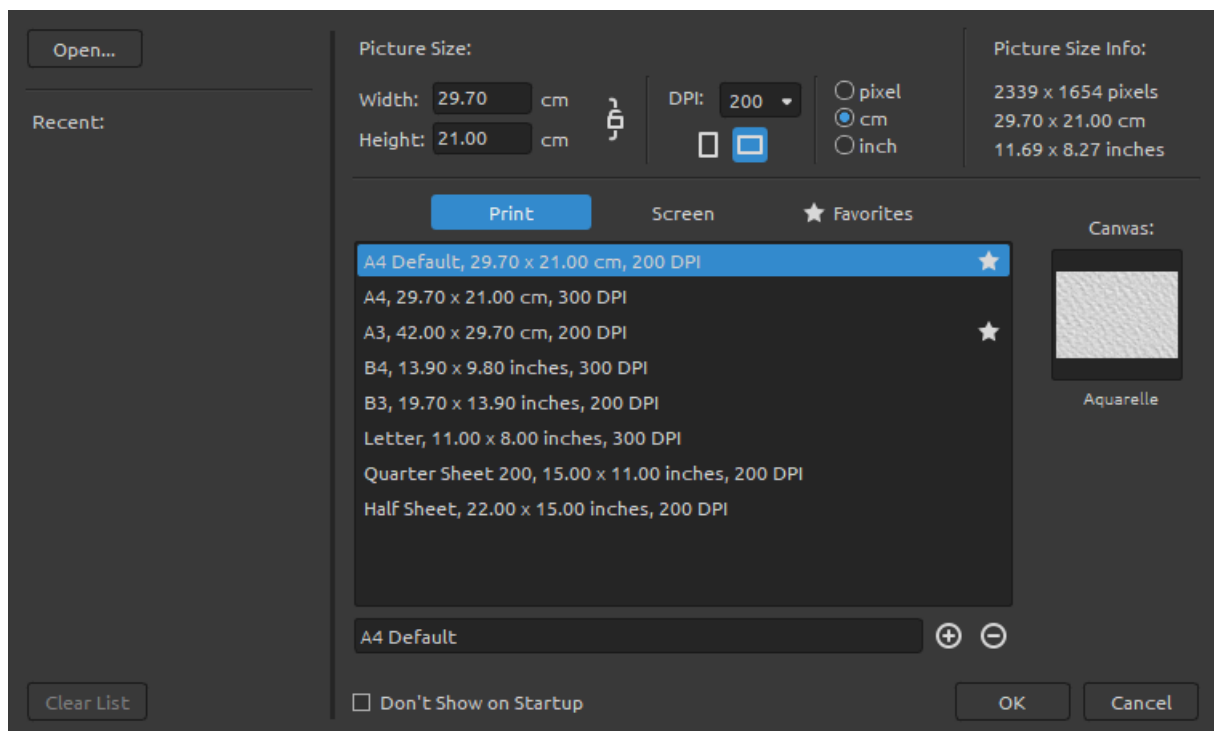 Open...
Recent:
Clear List
Picture Size:
Width: 29.70 cm
Height: 21.00 cm
DPI: 200
pixel
cm
inch
Picture Size Info:
2339 x 1654 pixels
29.70 x 21.00 cm
11.69 x 8.27 inches
Print Screen Favorites
A4 Default, 29.70 x 21.00 cm, 200 DPI
A4, 29.70 x 21.00 cm, 300 DPI
A3, 42.00 x 29.70 cm, 200 DPI
B4, 13.90 x 9.80 inches, 300 DPI
B3, 19.70 x 13.90 inches, 200 DPI
Letter, 11.00 x 8.00 inches, 300 DPI
Quarter Sheet 200, 15.00 x 11.00 inches, 200 DPI
Half Sheet, 22.00 x 15.00 inches, 200 DPI
A4 Default
Canvas:
Aquarelle
Don't Show on Startup
OK Cancel